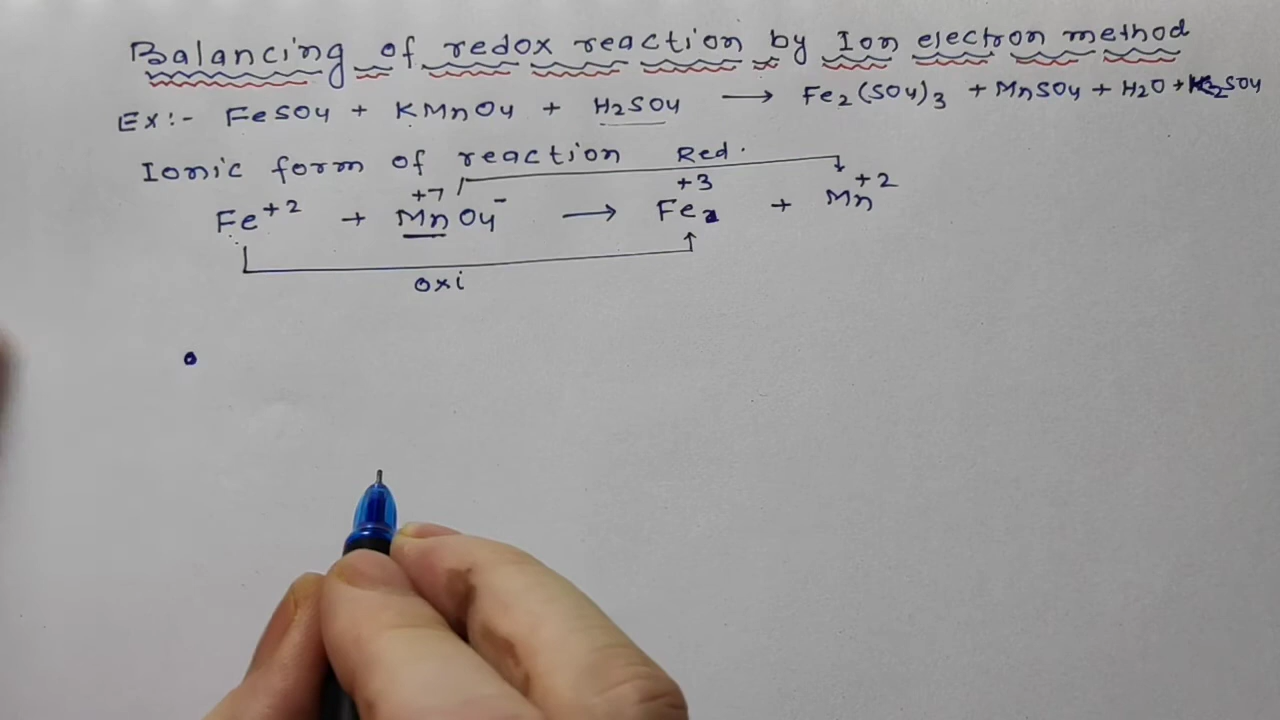 Balancing of redox reaction by Ion electron method
Ex:- FeSO4 + KMnO4 + H2SO4 → Fe2(SO4)3 + MnSO4 + H2O + K2SO4
Ionic form of reaction Red.
+7 +3 +2
Fe+2 + MnO4- → Fe2 + Mn
oxi